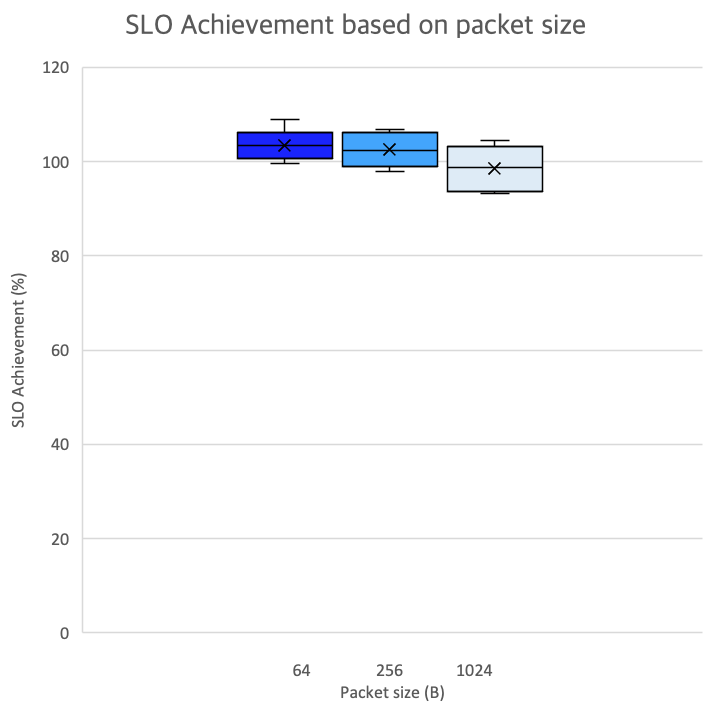 SLO Achievement based on packet size
120
100
80
60
40
20
0
SLO Achievement (%)
64 256 1024
Packet size (B)